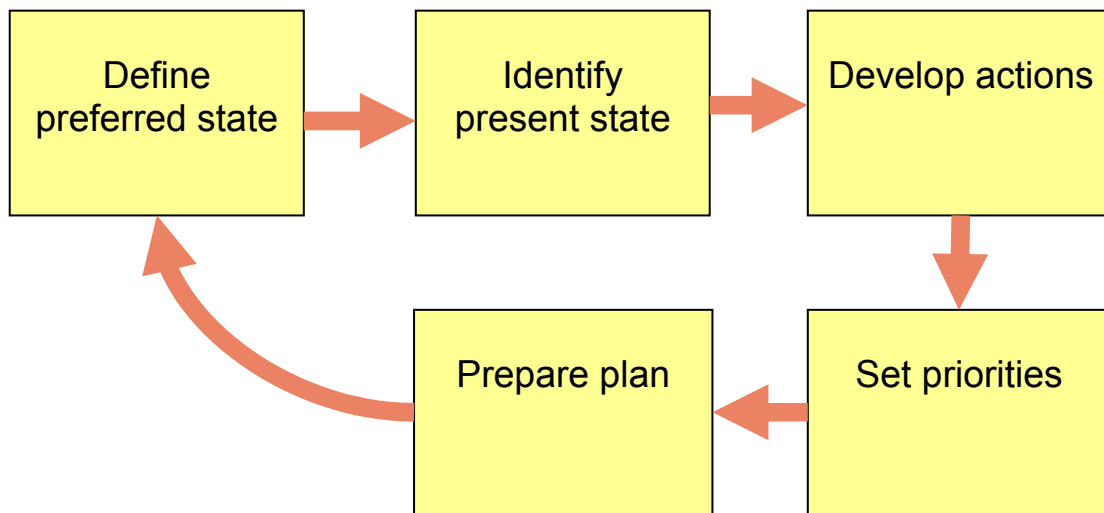 Define
preferred state
Identify
present state
Develop actions
Set priorities
Prepare plan